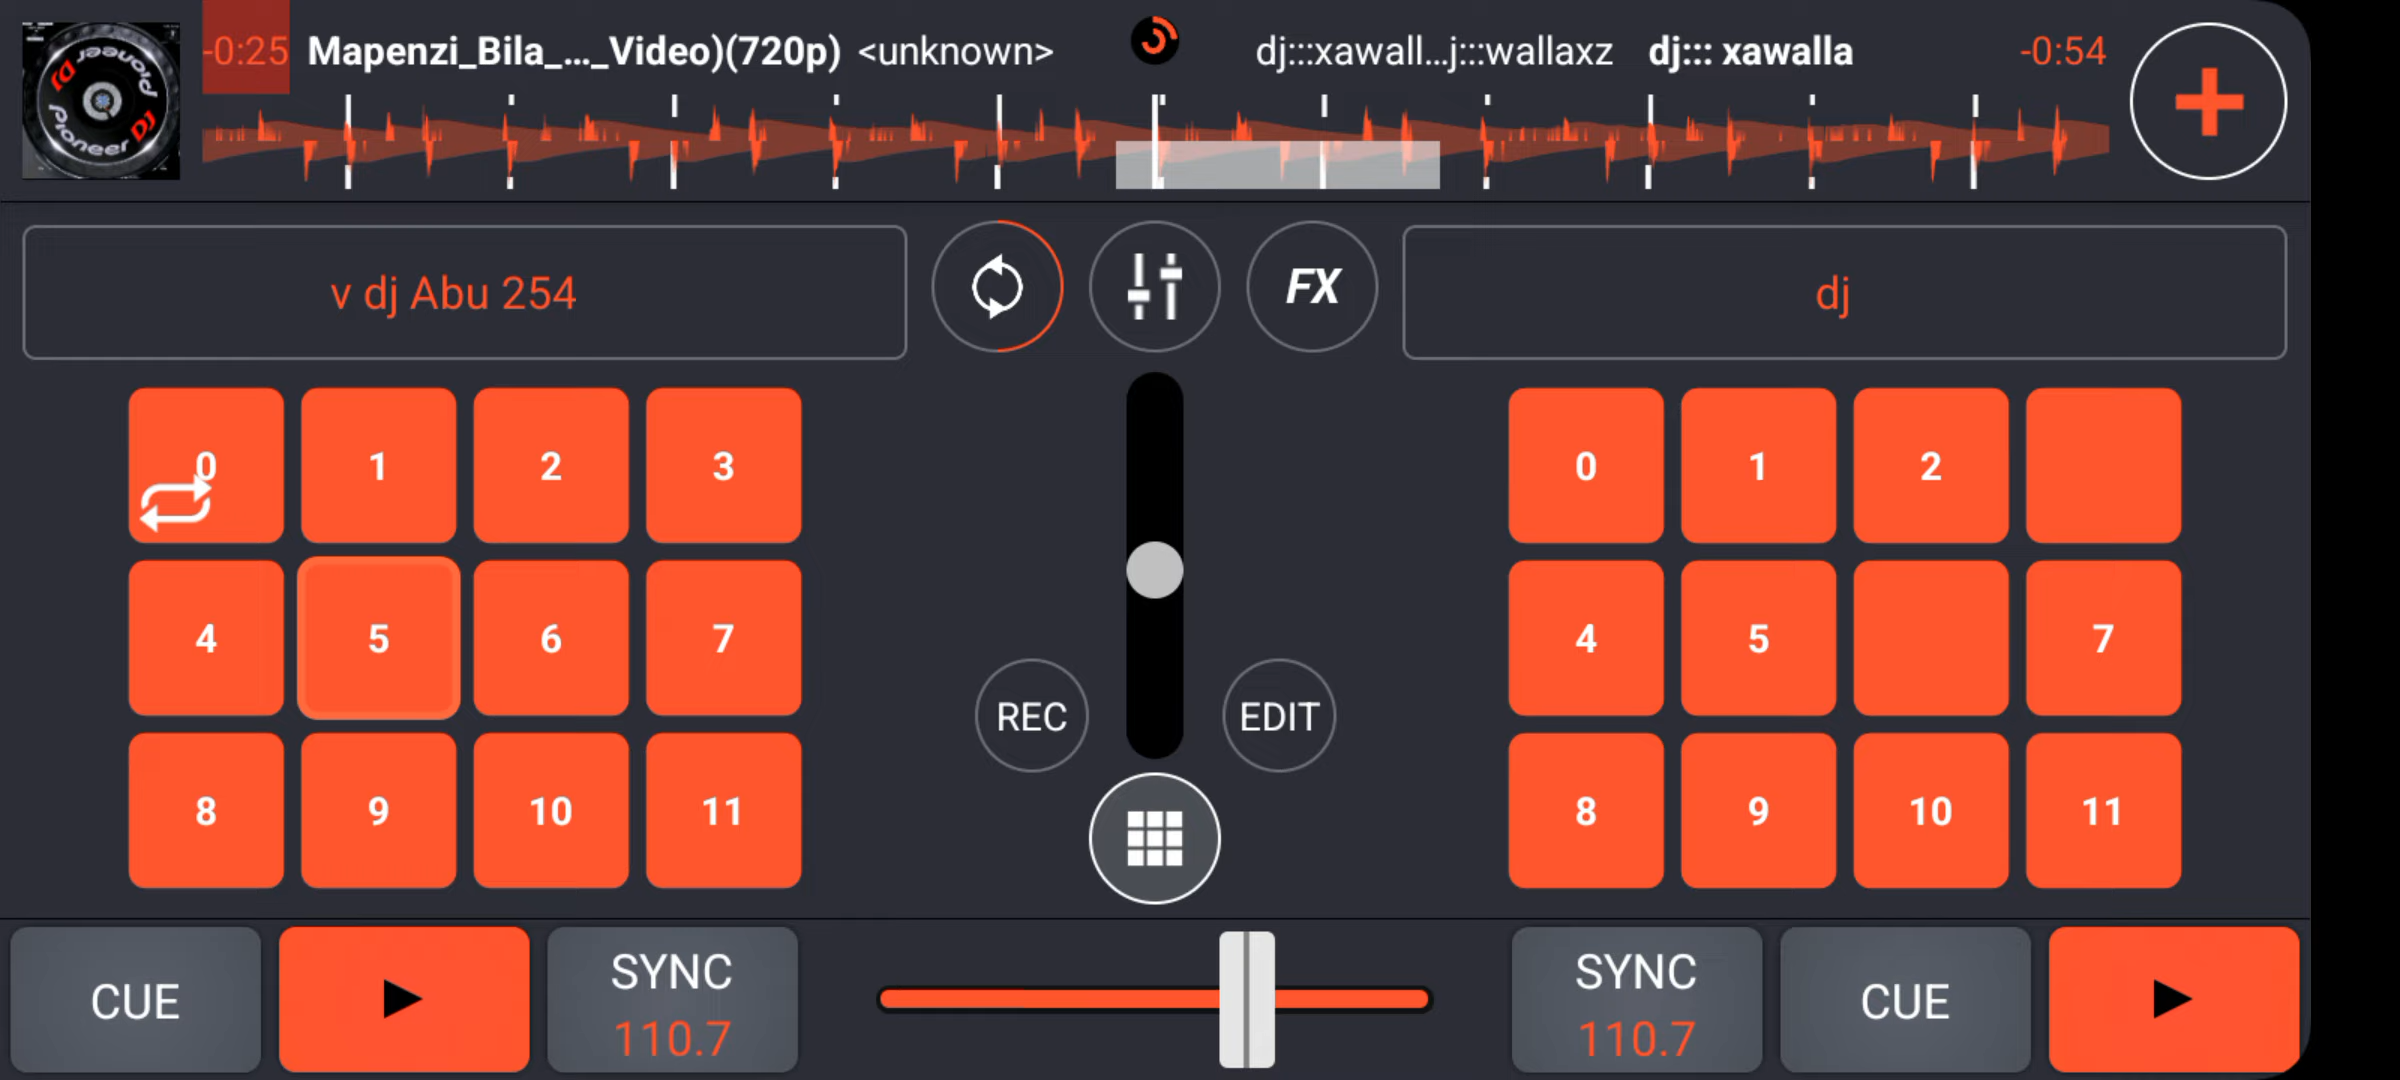 -0:25 Mapenzi_Bila_..._Video)(720p) <unknown> dj:::xawall...j:::wallaxz dj::: xawalla -0:54
Pioneer DJ
Pioneer DJ
v dj Abu 254
FX
dj
0 1 2 3
4 5 6 7
8 9 10 11
REC
EDIT
0 1 2
4 5 7
8 9 10 11
CUE
SYNC
110.7
SYNC
110.7
CUE